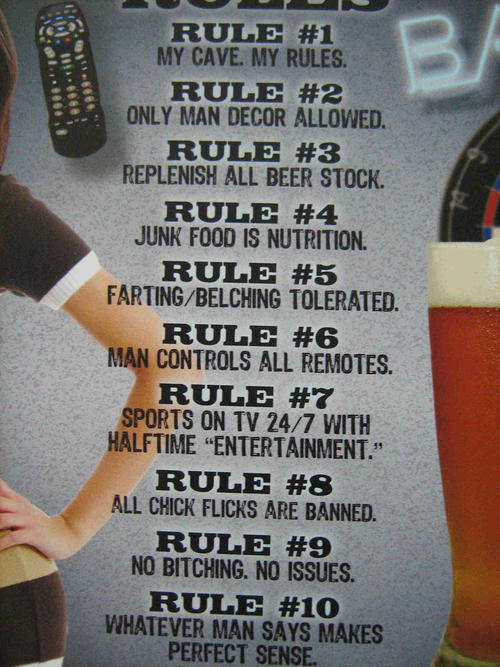 RULES
RULE #1
MY CAVE. MY RULES.
RULE #2
ONLY MAN DECOR ALLOWED.
RULE #3
REPLENISH ALL BEER STOCK.
RULE #4
JUNK FOOD IS NUTRITION.
RULE #5
FARTING/BELCHING TOLERATED.
RULE #6
MAN CONTROLS ALL REMOTES.
RULE #7
SPORTS ON TV 24/7 WITH
HALFTIME “ENTERTAINMENT.”
RULE #8
ALL CHICK FLICKS ARE BANNED.
RULE #9
NO BITCHING. NO ISSUES.
RULE #10
WHATEVER MAN SAYS MAKES
PERFECT SENSE.
BA